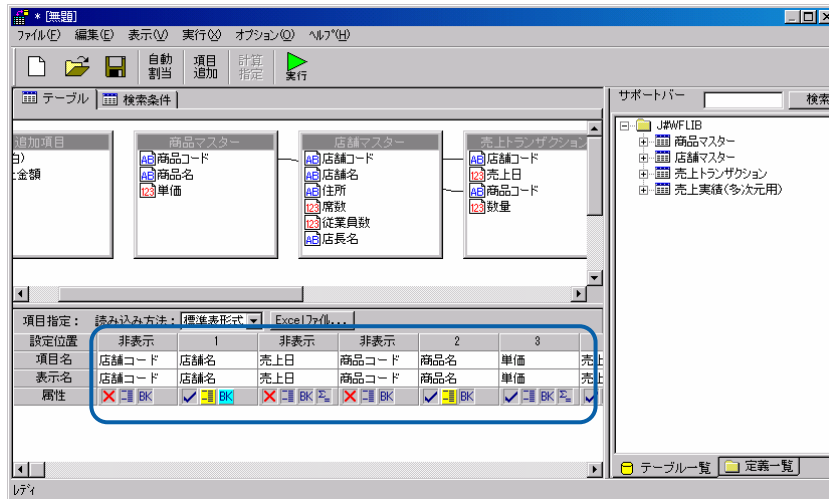 * [無題]
ファイル(F) 編集(E) 表示(V) 実行(X) オプション(O) ヘルプ(H)
自動割当 項目追加 計算指定 実行
テーブル 検索条件
追加項目 商品マスター 店舗マスター 売上トランザクション
商品コード
商品名
単価
店舗コード
店舗名
住所
席数
従業員数
店長名
店舗コード
売上日
商品コード
数量
金額
項目指定： 読み込み方法： 標準表形式 Excelファイル...
設定位置 非表示 1 非表示 非表示 2 3
項目名 店舗コード 店舗名 売上日 商品コード 商品名 単価 売上
表示名 店舗コード 店舗名 売上日 商品コード 商品名 単価 売上
属性 BK BK BK Σ BK BK BK Σ
レディ
サポートバー 検索
J#WFLIB
商品マスター
店舗マスター
売上トランザクション
売上実績(多次元用)
テーブル一覧 定義一覧